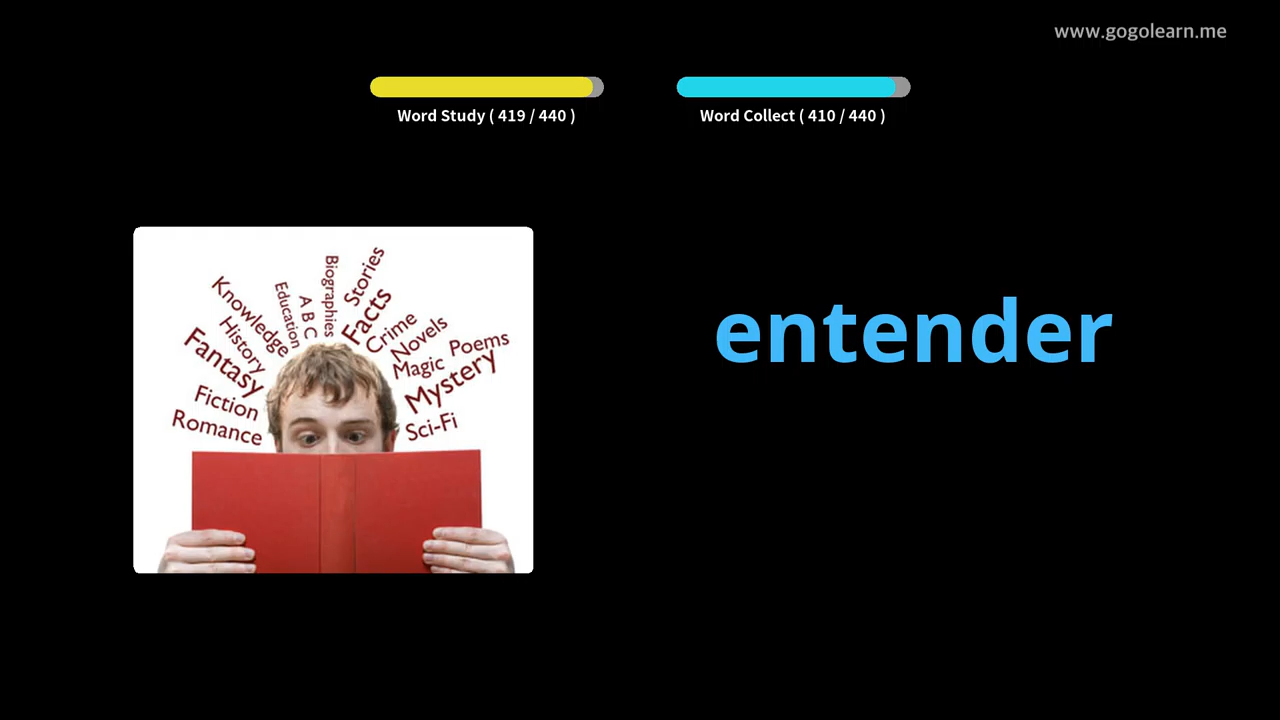 www.gogolearn.me
Word Study ( 419 / 440 )
Word Collect ( 410 / 440 )
Stories
Biographies
Facts
A B C
Education
Knowledge
Crime
Novels
History
Poems
Fantasy
Magic
Mystery
Fiction
Sci-Fi
Romance
entender